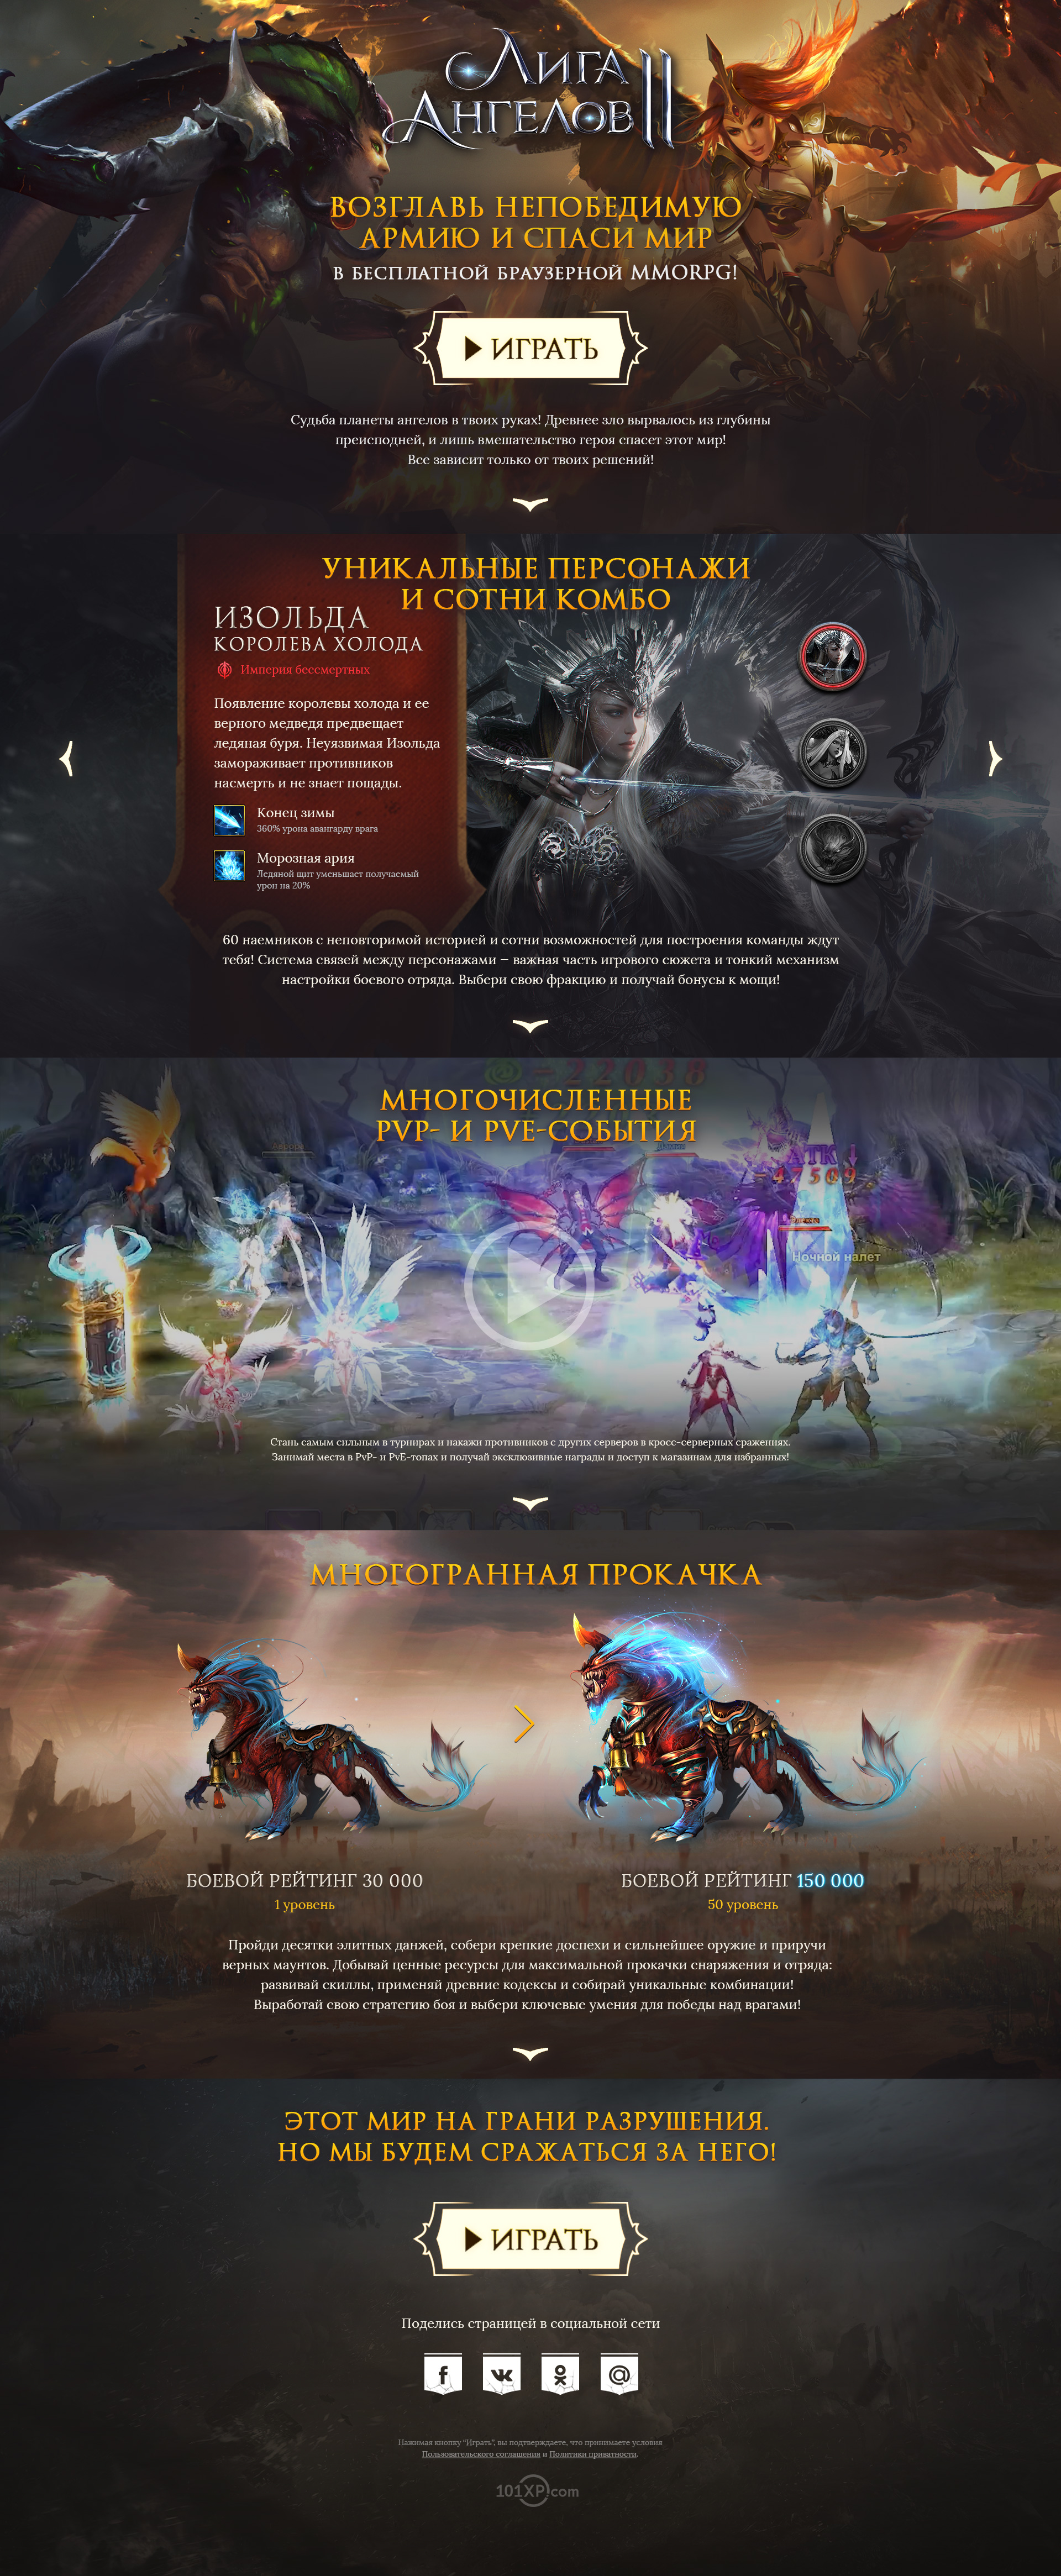 Лига
Ангелов II
ВОЗГЛАВЬ НЕПОБЕДИМУЮ
АРМИЮ И СПАСИ МИР
В БЕСПЛАТНОЙ БРАУЗЕРНОЙ MMORPG!
ИГРАТЬ
Судьба планеты ангелов в твоих руках! Древнее зло вырвалось из глубины
преисподней, и лишь вмешательство героя спасет этот мир!
Все зависит только от твоих решений!
УНИКАЛЬНЫЕ ПЕРСОНАЖИ
И СОТНИ КОМБО
ИЗОЛЬДА
КОРОЛЕВА ХОЛОДА
Империя бессмертных
Появление королевы холода и ее
верного медведя предвещает
ледяная буря. Неуязвимая Изольда
замораживает противников
насмерть и не знает пощады.
Конец зимы
360% урона авангарду врага
Морозная ария
Ледяной щит уменьшает получаемый
урон на 20%
60 наемников с неповторимой историей и сотни возможностей для построения команды ждут
тебя! Система связей между персонажами — важная часть игрового сюжета и тонкий механизм
настройки боевого отряда. Выбери свою фракцию и получай бонусы к мощи!
-22038
МНОГОЧИСЛЕННЫЕ
PVP- И PVE-СОБЫТИЯ
АТК
-47509
Ночной налет
Стань самым сильным в турнирах и накажи противников с других серверов в кросс-серверных сражениях.
Занимай места в PvP- и PvE-топах и получай эксклюзивные награды и доступ к магазинам для избранных!
МНОГОГРАННАЯ ПРОКАЧКА
БОЕВОЙ РЕЙТИНГ 30 000
1 уровень
БОЕВОЙ РЕЙТИНГ 150 000
50 уровень
Пройди десятки элитных данжей, собери крепкие доспехи и сильнейшее оружие и приручи
верных маунтов. Добывай ценные ресурсы для максимальной прокачки снаряжения и отряда:
развивай скиллы, применяй древние кодексы и собирай уникальные комбинации!
Выработай свою стратегию боя и выбери ключевые умения для победы над врагами!
ЭТОТ МИР НА ГРАНИ РАЗРУШЕНИЯ.
НО МЫ БУДЕМ СРАЖАТЬСЯ ЗА НЕГО!
ИГРАТЬ
Поделись страницей в социальной сети
Нажимая кнопку "Играть", вы подтверждаете, что принимаете условия
Пользовательского соглашения и Политики приватности.
101XP.com